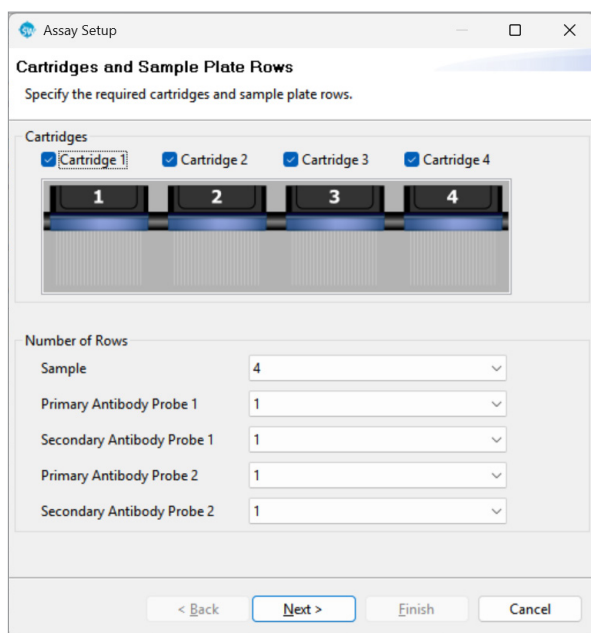 SW Assay Setup
Cartridges and Sample Plate Rows
Specify the required cartridges and sample plate rows.
Cartridges
Cartridge 1 Cartridge 2 Cartridge 3 Cartridge 4
1 2 3 4
Number of Rows
Sample 4
Primary Antibody Probe 1 1
Secondary Antibody Probe 1 1
Primary Antibody Probe 2 1
Secondary Antibody Probe 2 1
< Back Next > Finish Cancel